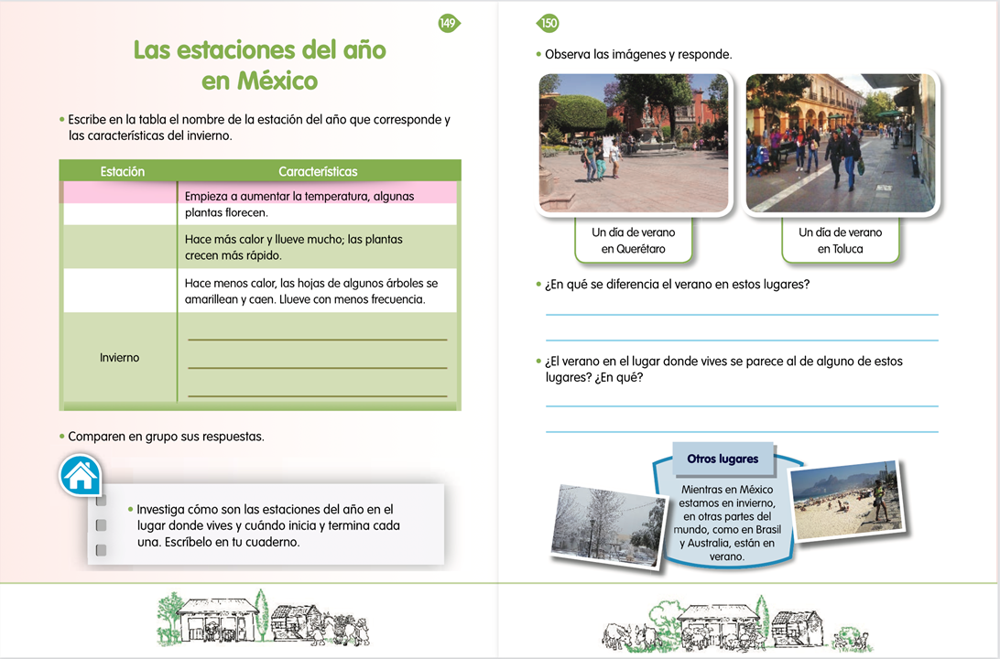 149
Las estaciones del año
en México
• Escribe en la tabla el nombre de la estación del año que corresponde y
las características del invierno.
Estación Características
Empieza a aumentar la temperatura, algunas
plantas florecen.
Hace más calor y llueve mucho; las plantas
crecen más rápido.
Hace menos calor, las hojas de algunos árboles se
amarillean y caen. Llueve con menos frecuencia.
Invierno
• Comparen en grupo sus respuestas.
• Investiga cómo son las estaciones del año en el
lugar donde vives y cuándo inicia y termina cada
una. Escríbelo en tu cuaderno.
150
• Observa las imágenes y responde.
Un día de verano
en Querétaro
Un día de verano
en Toluca
• ¿En qué se diferencia el verano en estos lugares?
• ¿El verano en el lugar donde vives se parece al de alguno de estos
lugares? ¿En qué?
Otros lugares
Mientras en México
estamos en invierno,
en otras partes del
mundo, como en Brasil
y Australia, están en
verano.